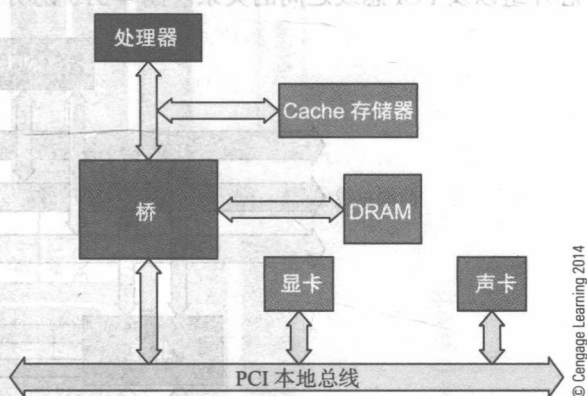 处理器
Cache 存储器
桥
DRAM
显卡
声卡
PCI 本地总线
© Cengage Learning 2014